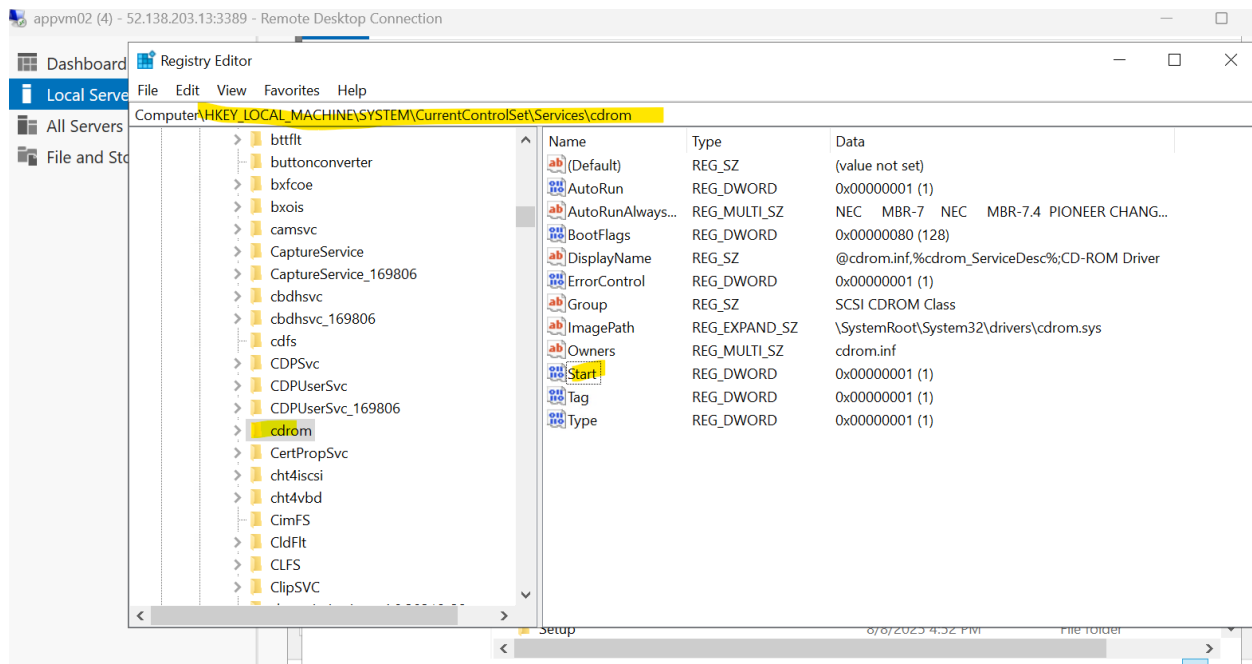 appvm02 (4) - 52.138.203.13:3389 - Remote Desktop Connection
Dashboard
Local Serve
All Servers
File and Sto
Registry Editor
File Edit View Favorites Help
Computer\HKEY_LOCAL_MACHINE\SYSTEM\CurrentControlSet\Services\cdrom
bttflt
buttonconverter
bxfcoe
bxois
camsvc
CaptureService
CaptureService_169806
cbdhsvc
cbdhsvc_169806
cdfs
CDPSvc
CDPUserSvc
CDPUserSvc_169806
cdrom
CertPropSvc
cht4iscsi
cht4vbd
CimFS
CldFlt
CLFS
ClipSVC
Name Type Data
(Default) REG_SZ (value not set)
AutoRun REG_DWORD 0x00000001 (1)
AutoRunAlways... REG_MULTI_SZ NEC MBR-7 NEC MBR-7.4 PIONEER CHANG...
BootFlags REG_DWORD 0x00000080 (128)
DisplayName REG_SZ @cdrom.inf,%cdrom_ServiceDesc%;CD-ROM Driver
ErrorControl REG_DWORD 0x00000001 (1)
Group REG_SZ SCSI CDROM Class
ImagePath REG_EXPAND_SZ \SystemRoot\System32\drivers\cdrom.sys
Owners REG_MULTI_SZ cdrom.inf
Start REG_DWORD 0x00000001 (1)
Tag REG_DWORD 0x00000001 (1)
Type REG_DWORD 0x00000001 (1)
Setup 8/8/2025 4:52 PM File folder